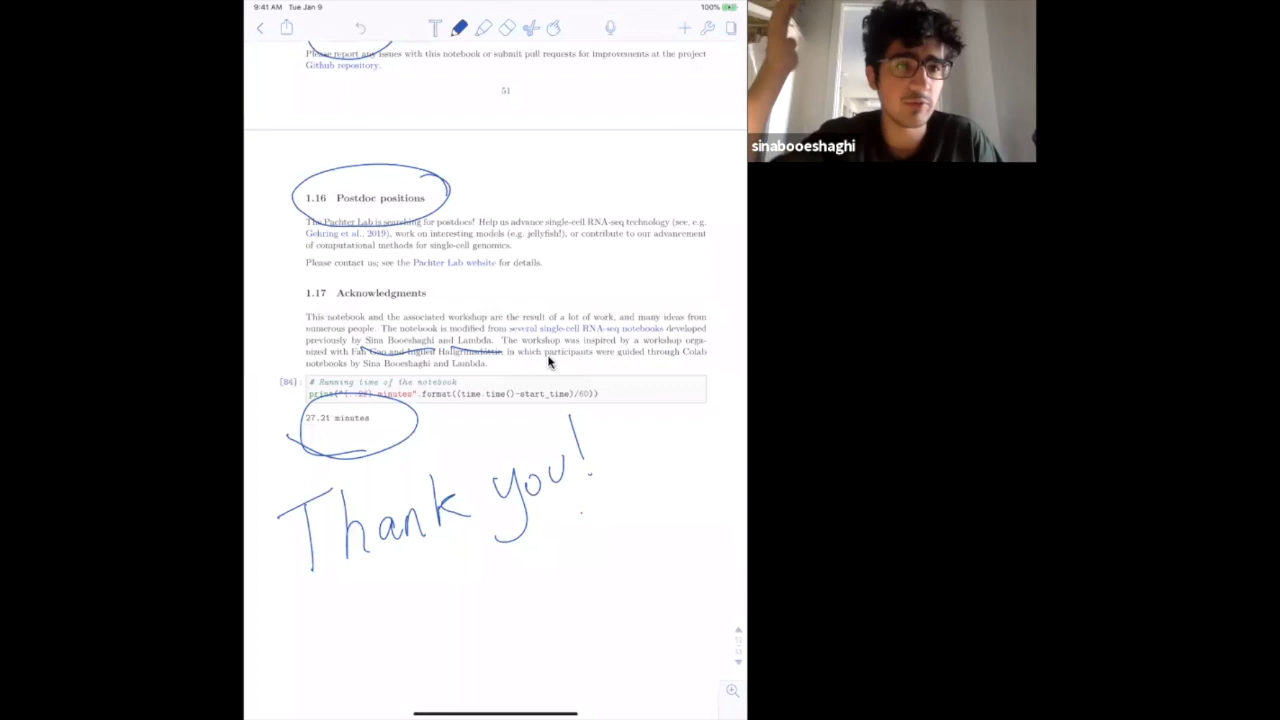 9:41 AM Tue Jan 9
100%
Please report any issues with this notebook or submit pull requests for improvements at the project
Github repository.
51
1.16 Postdoc positions
The Pachter Lab is searching for postdocs! Help us advance single-cell RNA-seq technology (see, e.g.
Gehring et al., 2019), work on interesting models (e.g. jellyfish!), or contribute to our advancement
of computational methods for single-cell genomics.
Please contact us; see the Pachter Lab website for details.
1.17 Acknowledgments
This notebook and the associated workshop are the result of a lot of work, and many ideas from
numerous people. The notebook is modified from several single-cell RNA-seq notebooks developed
previously by Sina Booeshaghi and Lambda. The workshop was inspired by a workshop orga-
nized with Fan Gao and Ingileif Hallgrímsdóttir in which participants were guided through Colab
notebooks by Sina Booeshaghi and Lambda.
[84]: # Running time of the notebook
print("{:.2f} minutes".format((time.time()-start_time)/60))
27.21 minutes
Thank you!
sinabooeshaghi